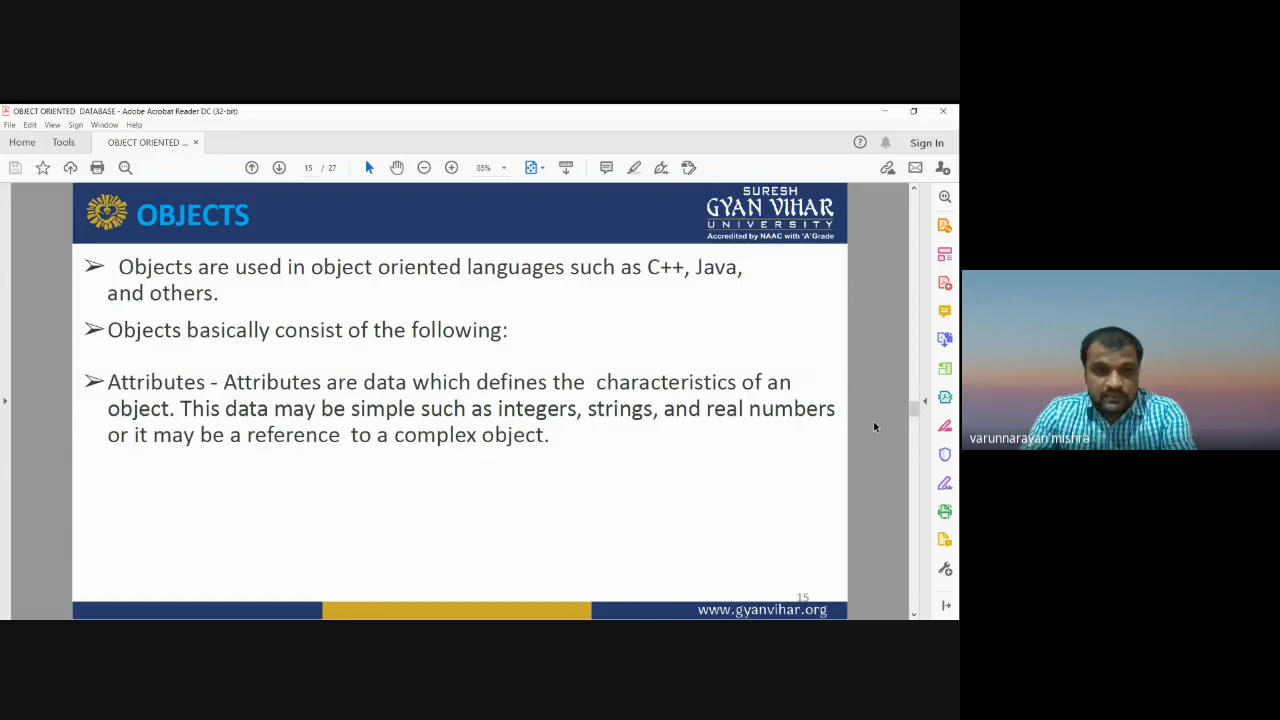 OBJECT ORIENTED  DATABASE - Adobe Acrobat Reader DC (32-bit)
File Edit View Sign Window Help
Home Tools OBJECT ORIENTED ... × Sign In
15 / 27 85%
OBJECTS
SURESH
GYAN VIHAR
UNIVERSITY
Accredited by NAAC with 'A' Grade
➢ Objects are used in object oriented languages such as C++, Java,
and others.
➢ Objects basically consist of the following:
➢ Attributes - Attributes are data which defines the  characteristics of an
object. This data may be simple such as integers, strings, and real numbers
or it may be a reference  to a complex object.
15
www.gyanvihar.org
varunnarayan mishra